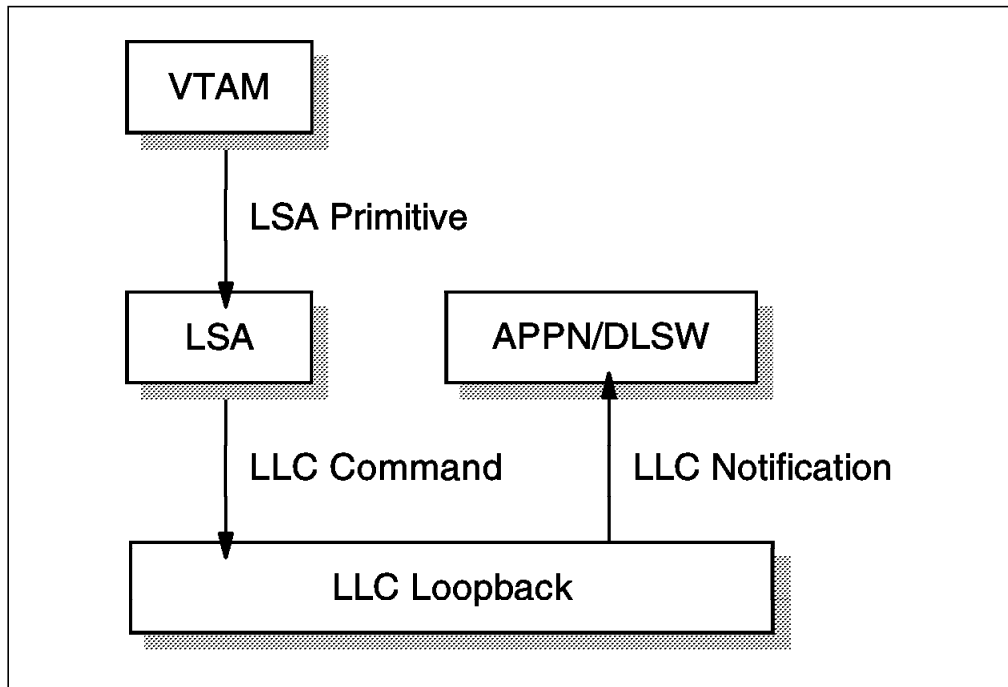 VTAM
LSA Primitive
LSA
APPN/DLSW
LLC Command
LLC Notification
LLC Loopback